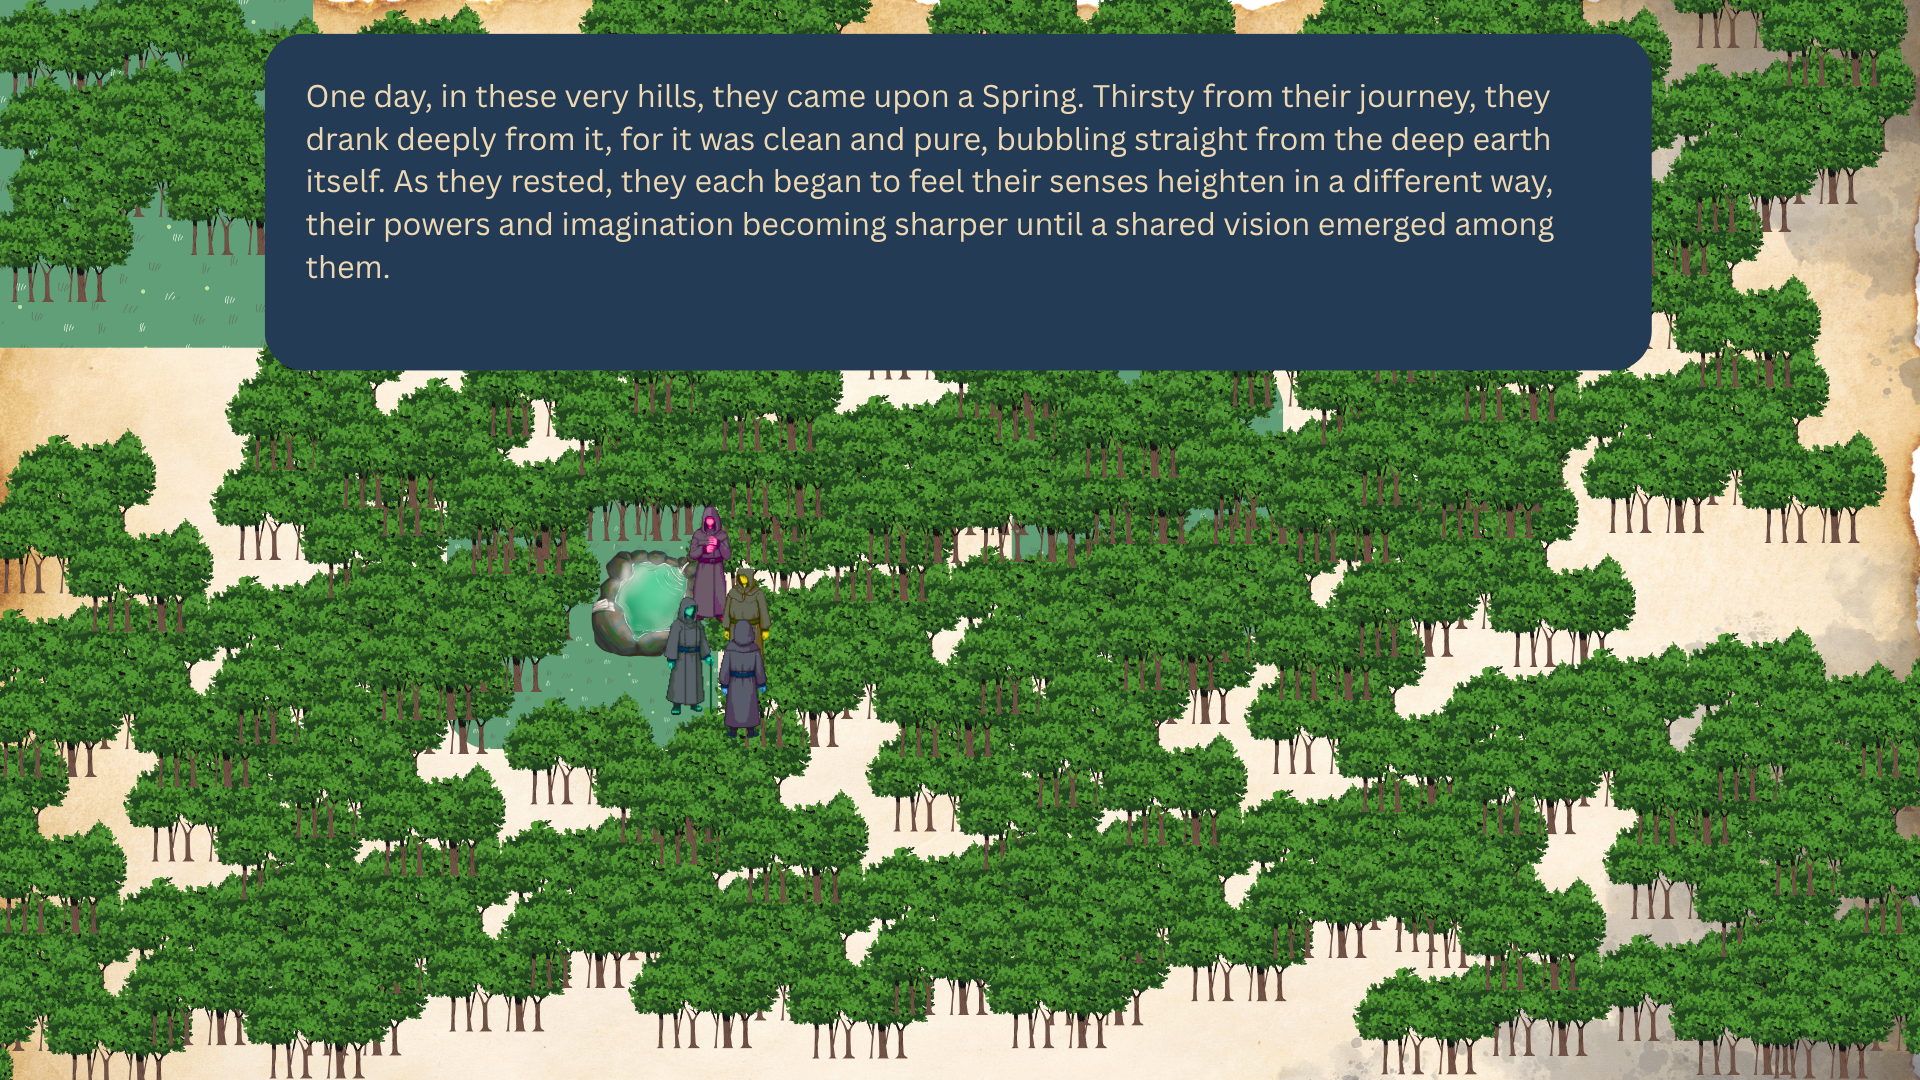 One day, in these very hills, they came upon a Spring. Thirsty from their journey, they
drank deeply from it, for it was clean and pure, bubbling straight from the deep earth
itself. As they rested, they each began to feel their senses heighten in a different way,
their powers and imagination becoming sharper until a shared vision emerged among
them.